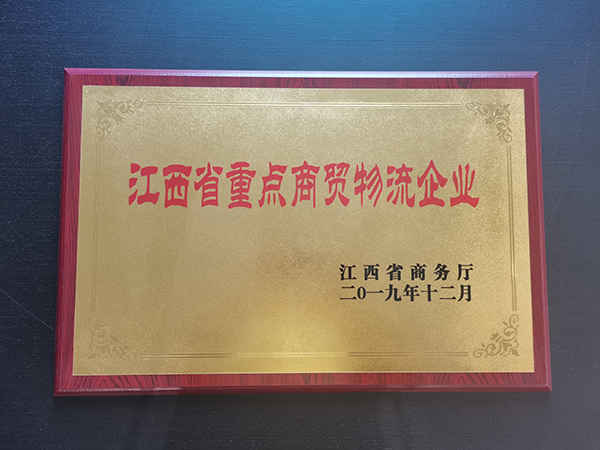 江西省重点商贸物流企业
江西省商务厅
二0一九年十二月